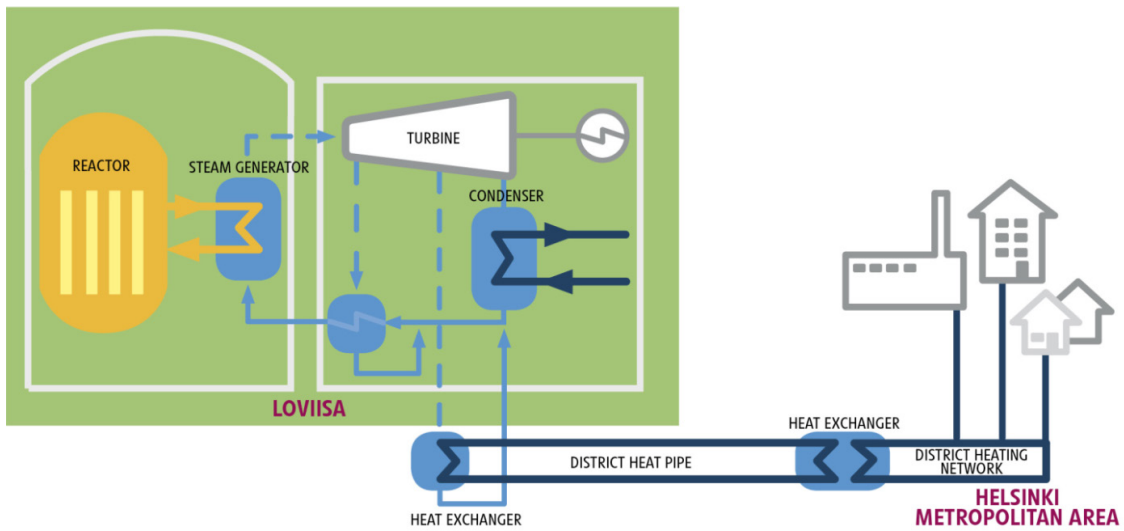 REACTOR
STEAM GENERATOR
TURBINE
CONDENSER
LOVIISA
HEAT EXCHANGER
DISTRICT HEAT PIPE
HEAT EXCHANGER
DISTRICT HEATING
NETWORK
HELSINKI
METROPOLITAN AREA